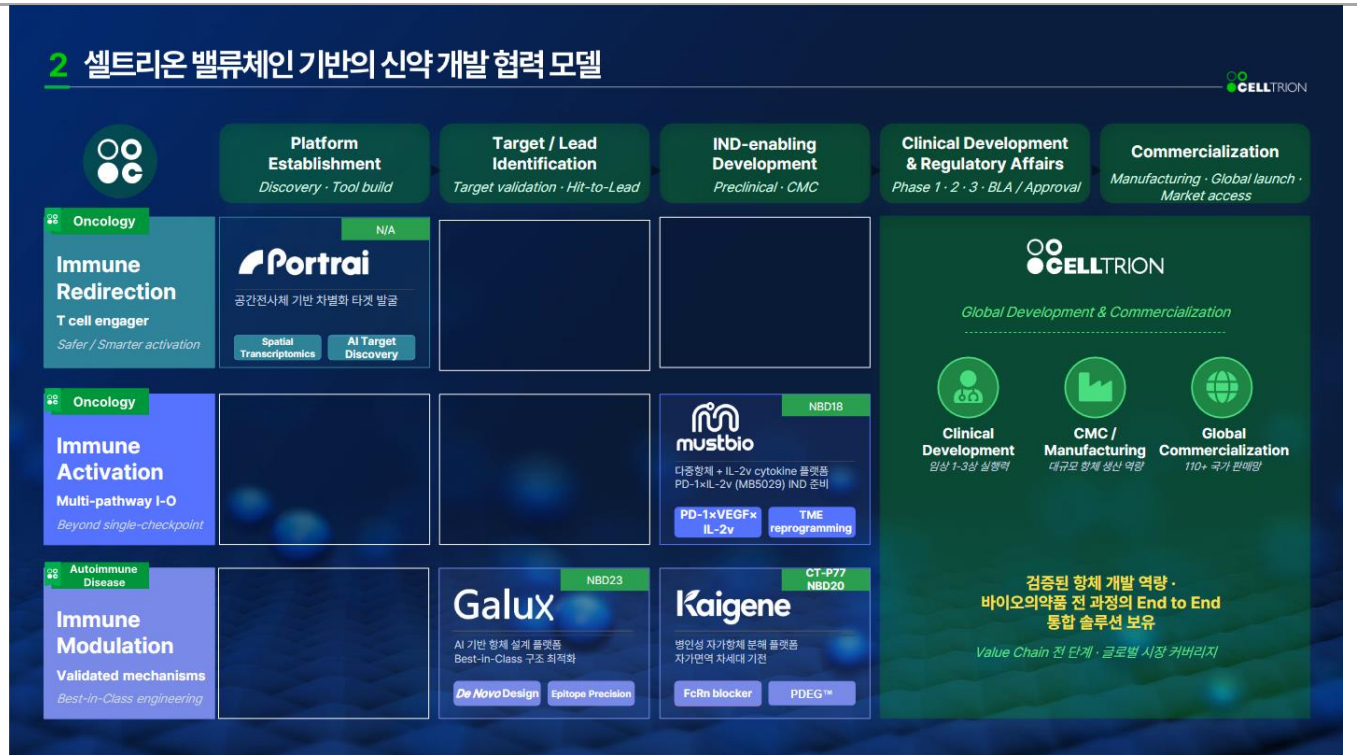 2 셀트리온 밸류체인 기반의 신약 개발 협력 모델
CELLTRION
Platform
Establishment
Discovery · Tool build
Target / Lead
Identification
Target validation · Hit-to-Lead
IND-enabling
Development
Preclinical · CMC
Clinical Development
& Regulatory Affairs
Phase 1 · 2 · 3 · BLA / Approval
Commercialization
Manufacturing · Global launch ·
Market access
Oncology
Immune
Redirection
T cell engager
Safer / Smarter activation
N/A
Portrai
공간전사체 기반 차별화 타겟 발굴
Spatial
Transcriptomics
AI Target
Discovery
Oncology
Immune
Activation
Multi-pathway I-O
Beyond single-checkpoint
NBD18
mustbio
다중항체 + IL-2v cytokine 플랫폼
PD-1×IL-2v (MB5029) IND 준비
PD-1×VEGF×
IL-2v
TME
reprogramming
Autoimmune
Disease
Immune
Modulation
Validated mechanisms
Best-in-Class engineering
NBD23
Galux
AI 기반 항체 설계 플랫폼
Best-in-Class 구조 최적화
De Novo Design
Epitope Precision
CT-P77
NBD20
Kaigene
병인성 자가항체 분해 플랫폼
자가면역 차세대 기전
FcRn blocker
PDEG™
CELLTRION
Global Development & Commercialization
Clinical
Development
임상 1-3상 실행력
CMC /
Manufacturing
대규모 항체 생산 역량
Global
Commercialization
110+ 국가 판매망
검증된 항체 개발 역량 ·
바이오의약품 전 과정의 End to End
통합 솔루션 보유
Value Chain 전 단계 · 글로벌 시장 커버리지